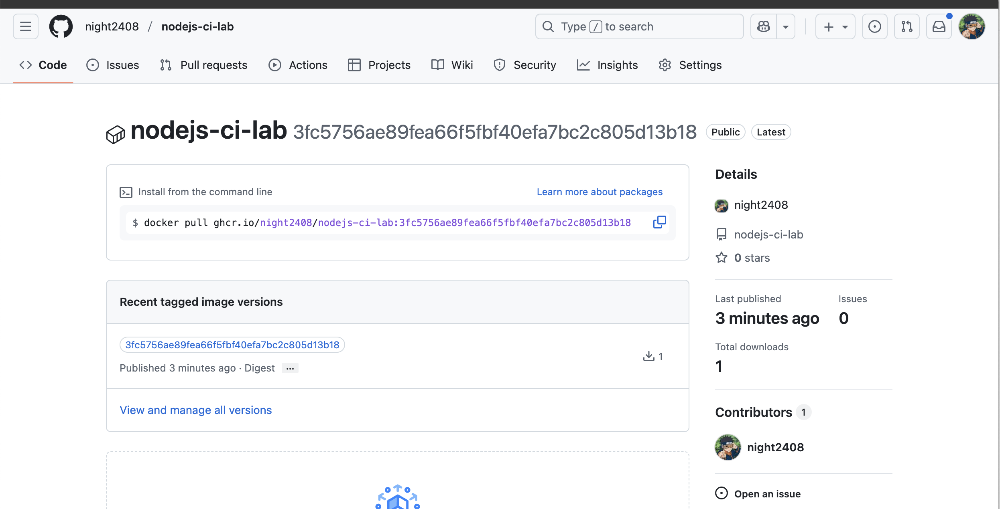 night2408 / nodejs-ci-lab
Type / to search
Code Issues Pull requests Actions Projects Wiki Security Insights Settings
nodejs-ci-lab 3fc5756ae89fea66f5fbf40efa7bc2c805d13b18 Public Latest
Install from the command line
Learn more about packages
$ docker pull ghcr.io/night2408/nodejs-ci-lab:3fc5756ae89fea66f5fbf40efa7bc2c805d13b18
Recent tagged image versions
3fc5756ae89fea66f5fbf40efa7bc2c805d13b18
Published 3 minutes ago · Digest ...
1
View and manage all versions
Details
night2408
nodejs-ci-lab
0 stars
Last published
3 minutes ago
Issues
0
Total downloads
1
Contributors 1
night2408
Open an issue